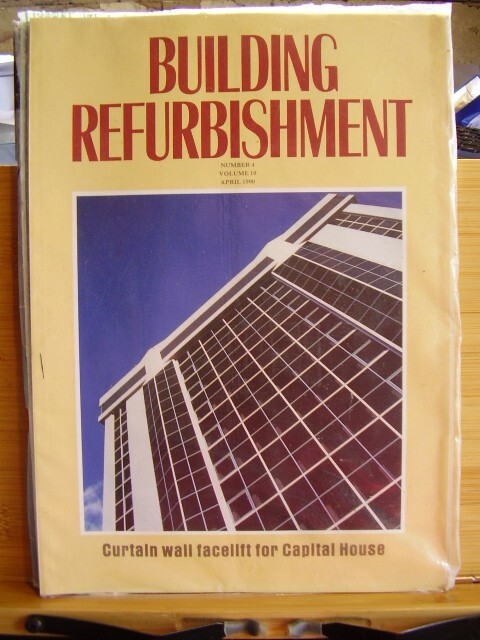 BUILDING
REFURBISHMENT
NUMBER 4
VOLUME 10
APRIL 1990
Curtain wall facelift for Capital House